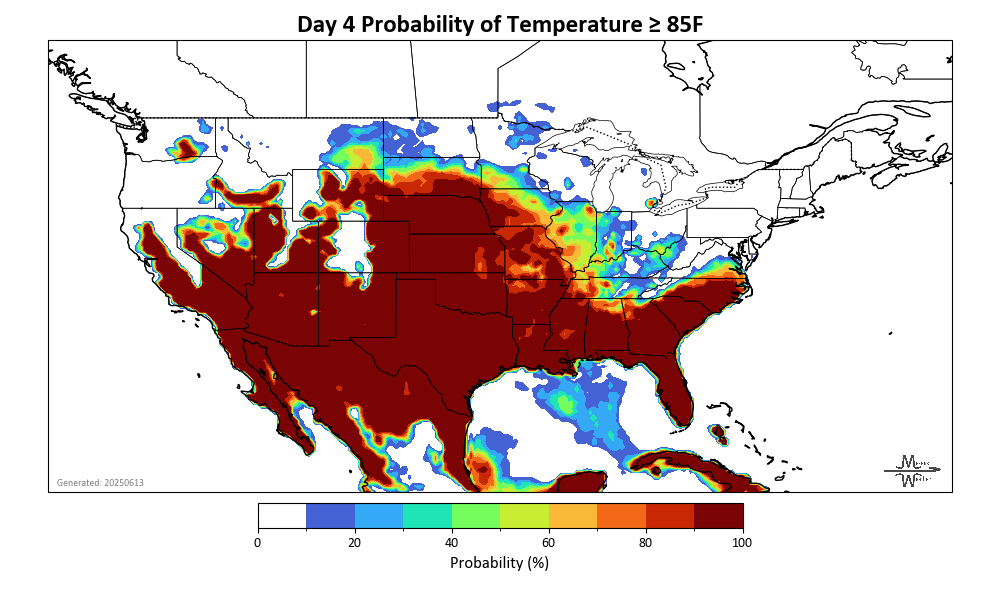 Day 4 Probability of Temperature ≥ 85F
Generated: 20250613
0 20 40 60 80 100
Probability (%)